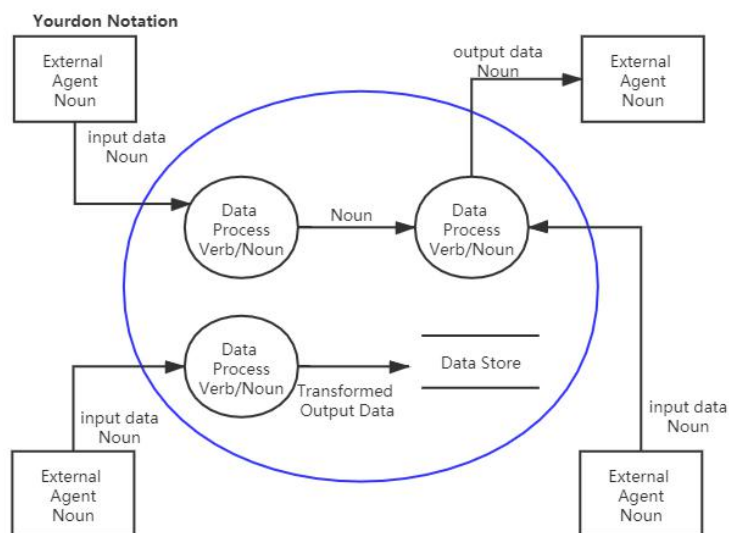 Yourdon Notation
External
Agent
Noun
output data
Noun
External
Agent
Noun
input data
Noun
Data
Process
Verb/Noun
Noun
Data
Process
Verb/Noun
Data
Process
Verb/Noun
Transformed
Output Data
Data Store
input data
Noun
input data
Noun
External
Agent
Noun
External
Agent
Noun